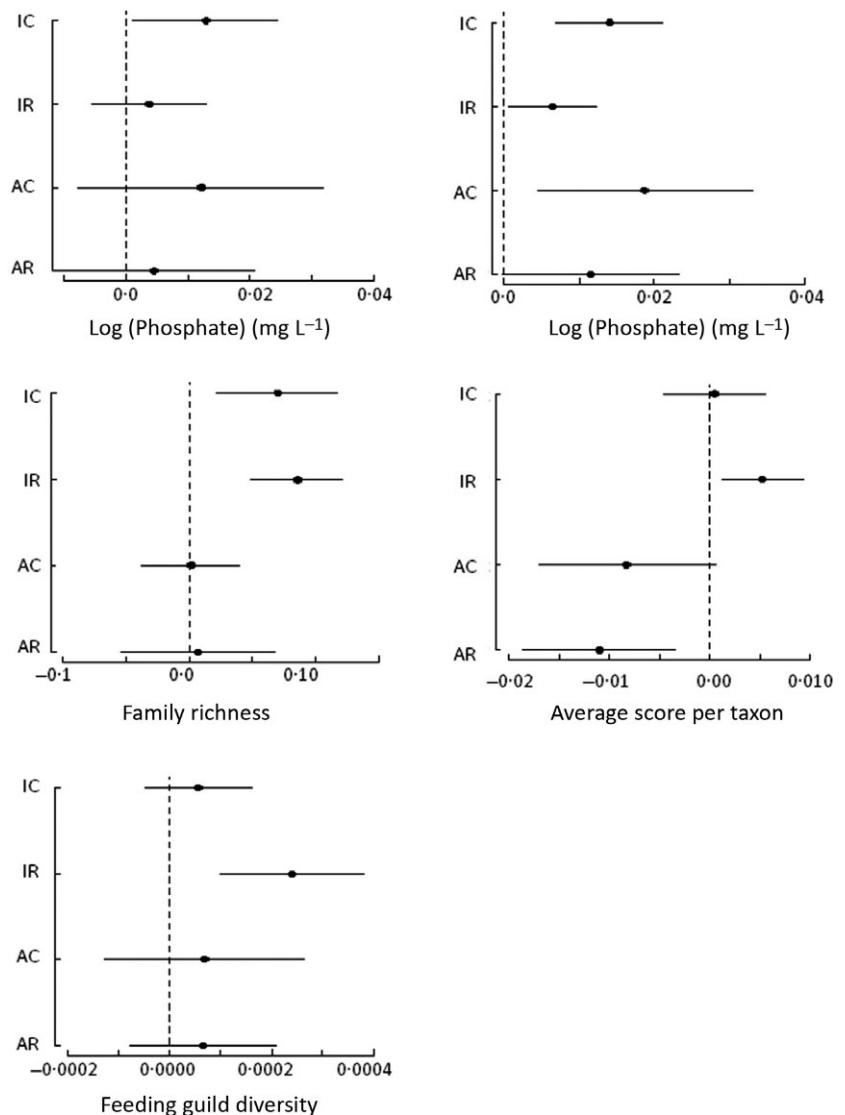 IC
IR
AC
AR
0·0 0·02 0·04
Log (Phosphate) (mg L⁻¹)
IC
IR
AC
AR
0·0 0·02 0·04
Log (Phosphate) (mg L⁻¹)
IC
IR
AC
AR
−0·1 0·0 0·10
Family richness
IC
IR
AC
AR
−0·02 −0·01 0·00 0·010
Average score per taxon
IC
IR
AC
AR
−0·0002 0·0000 0·0002 0·0004
Feeding guild diversity